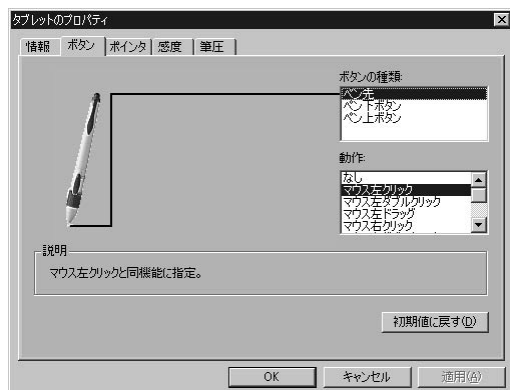 タブレットのプロパティ
情報 ボタン ポインタ 感度 筆圧
ボタンの種類:
ペン先
ペン下ボタン
ペン上ボタン
動作:
なし
マウス左クリック
マウス左ダブルクリック
マウス左ドラッグ
マウス右クリック
説明
マウス左クリックと同機能に指定。
初期値に戻す(D)
OK キャンセル 適用(A)